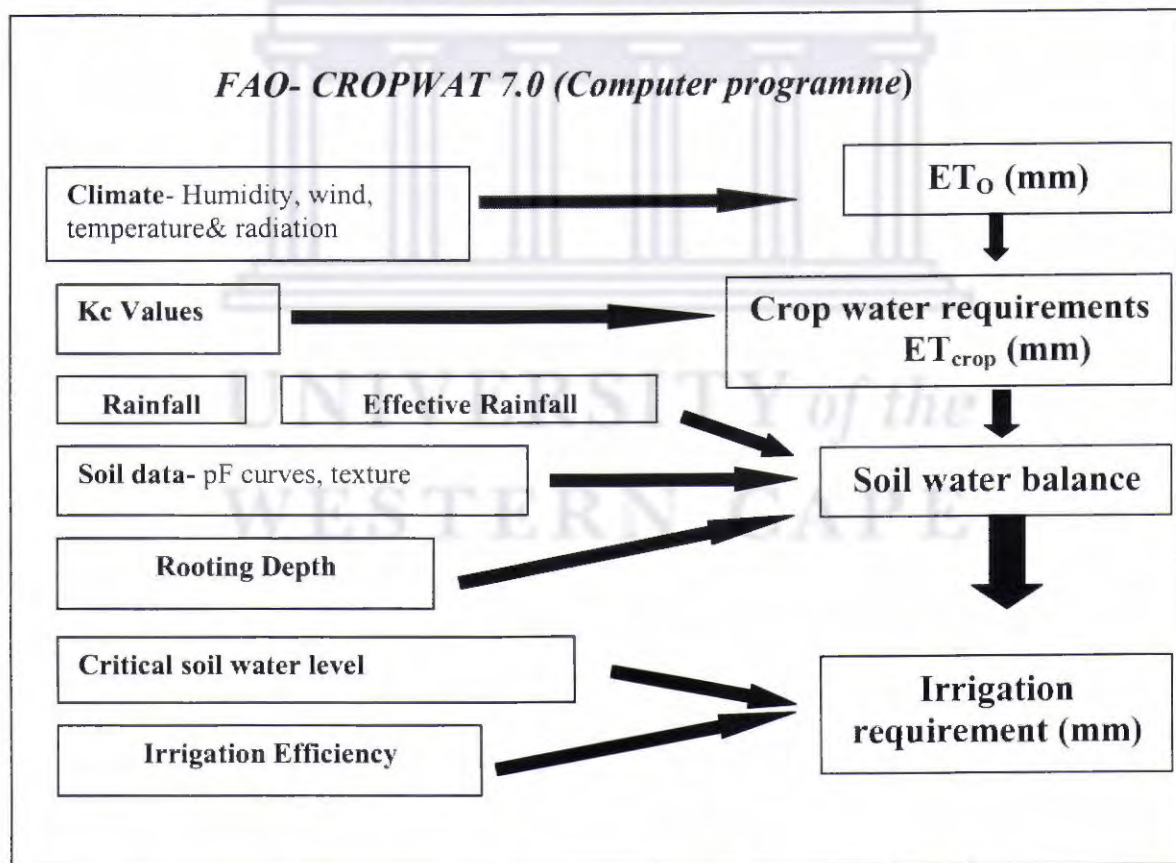 FAO- CROPWAT 7.0 (Computer programme)
Climate- Humidity, wind,
temperature& radiation
ET_O (mm)
Kc Values
Crop water requirements
ET_crop (mm)
Rainfall
Effective Rainfall
Soil data- pF curves, texture
Soil water balance
Rooting Depth
Critical soil water level
Irrigation
requirement (mm)
Irrigation Efficiency
UNIVERSITY of the
WESTERN CAPE